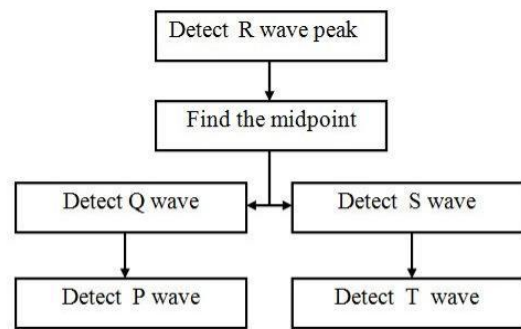 Detect R wave peak
Find the midpoint
Detect Q wave
Detect S wave
Detect P wave
Detect T wave